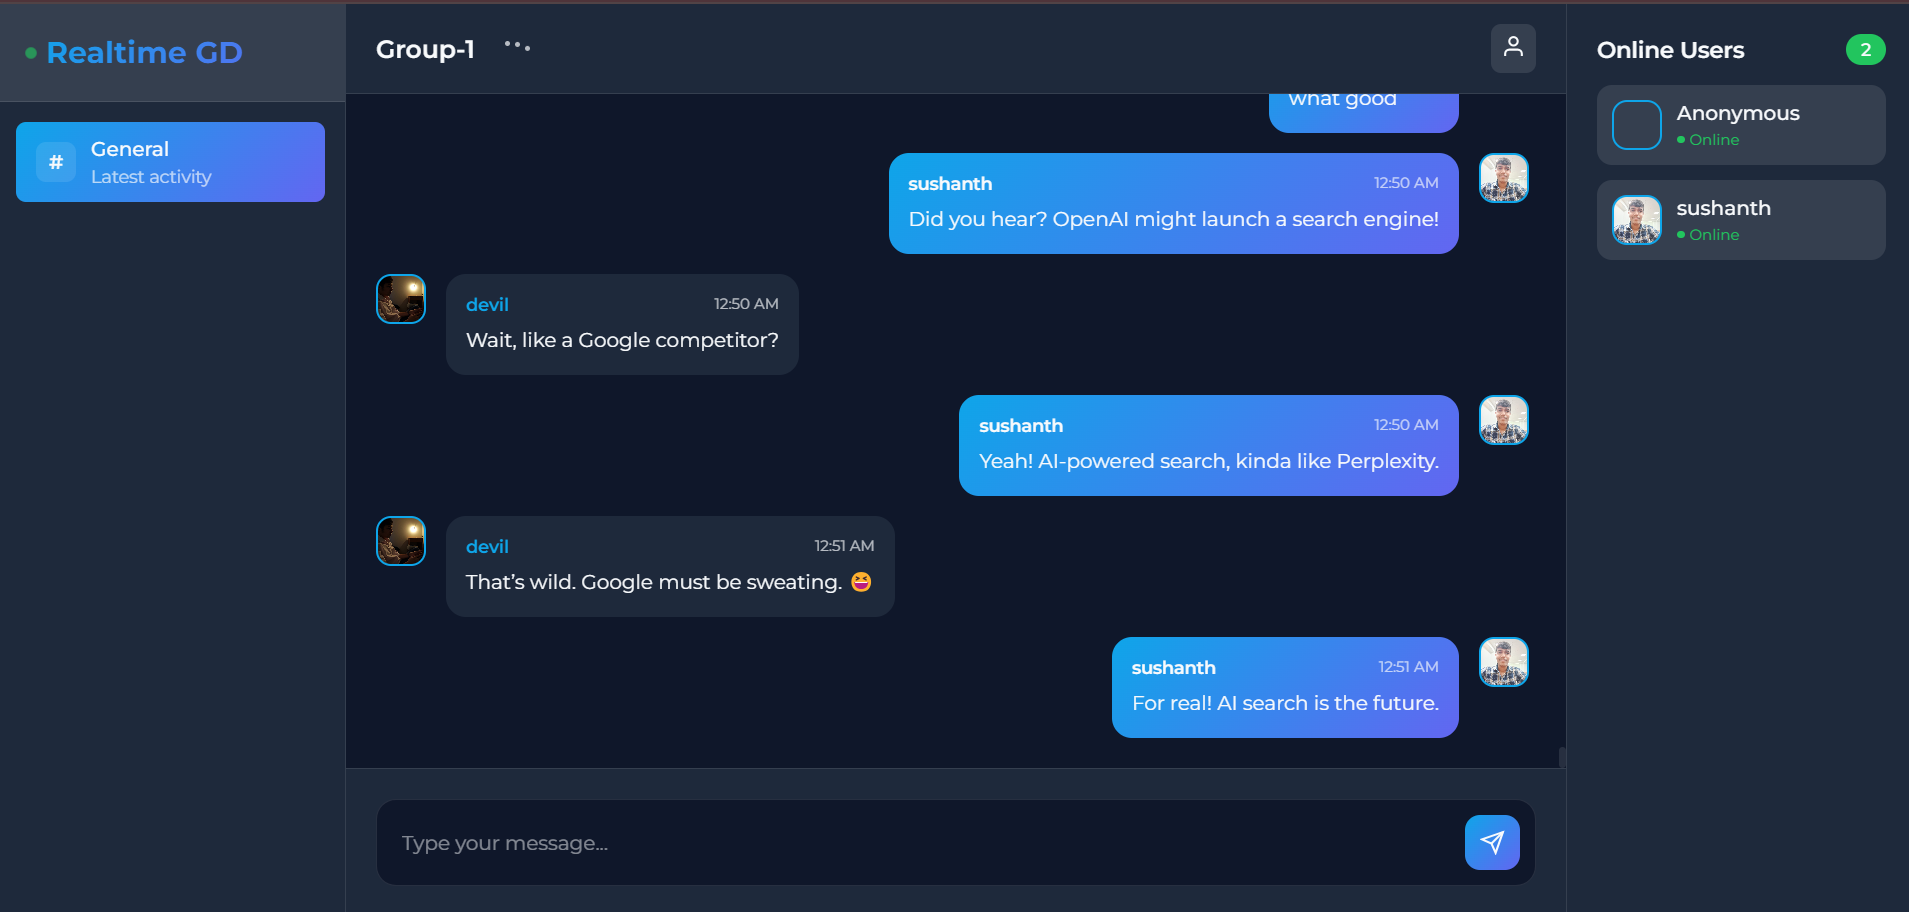 Realtime GD
#
General
Latest activity
Group-1
what good
sushanth 12:50 AM
Did you hear? OpenAI might launch a search engine!
devil 12:50 AM
Wait, like a Google competitor?
sushanth 12:50 AM
Yeah! AI-powered search, kinda like Perplexity.
devil 12:51 AM
That’s wild. Google must be sweating. 😆
sushanth 12:51 AM
For real! AI search is the future.
Type your message...
Online Users 2
Anonymous
Online
sushanth
Online